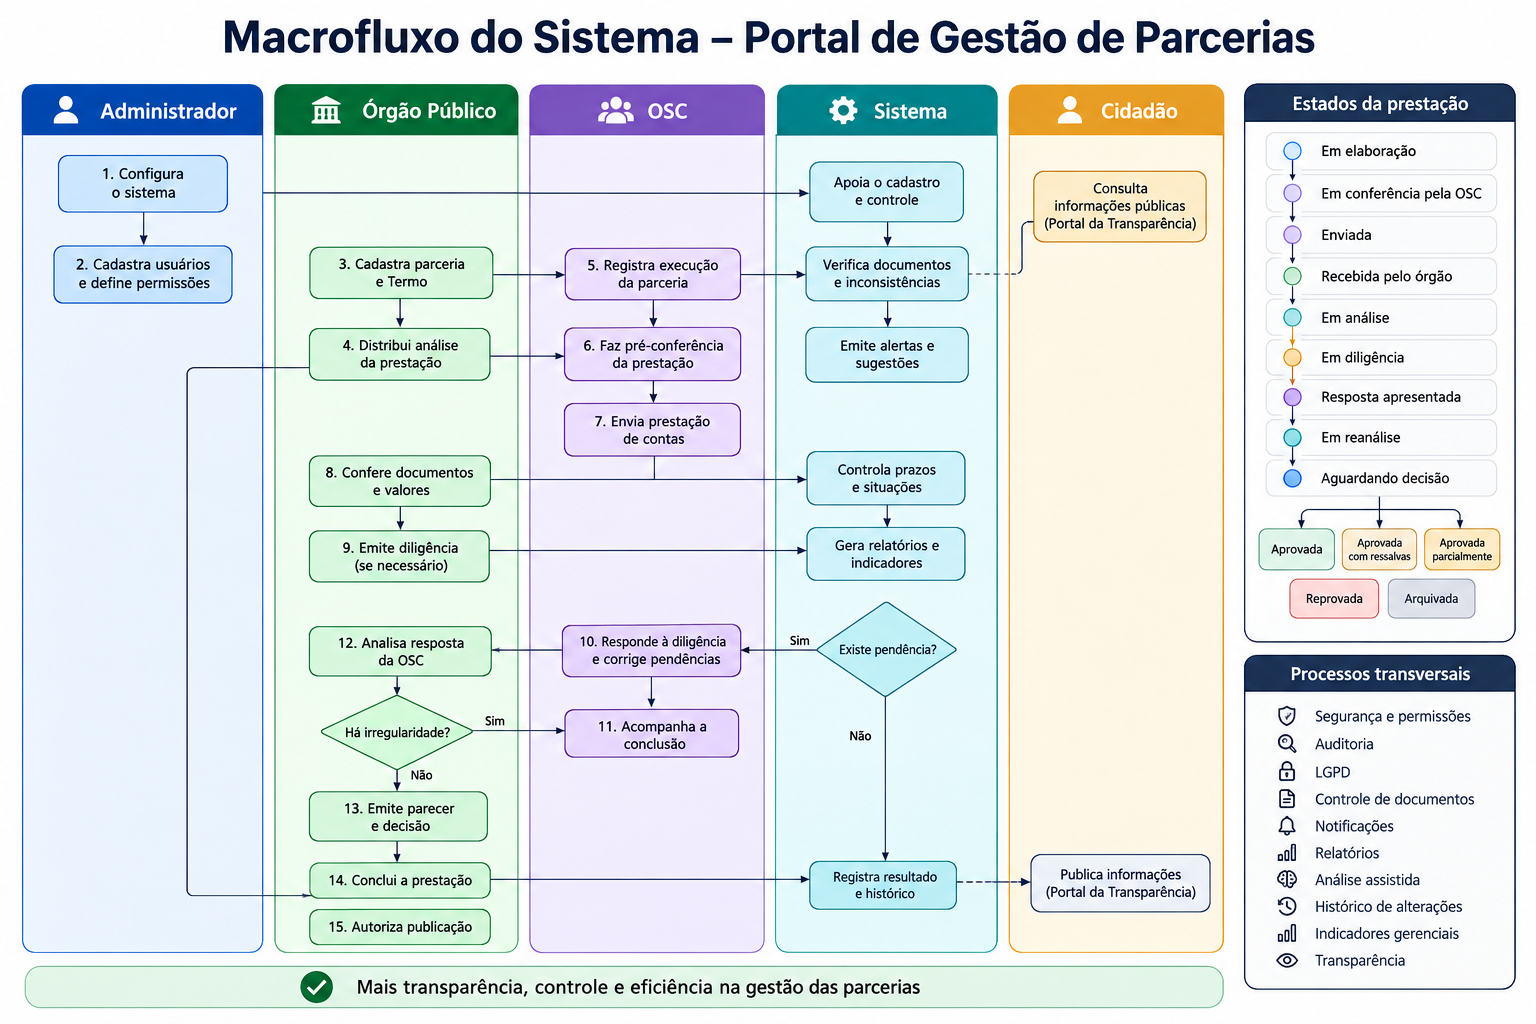 Macrofluxo do Sistema – Portal de Gestão de Parcerias
Administrador
1. Configura
o sistema
2. Cadastra usuários
e define permissões
Órgão Público
3. Cadastra parceria
e Termo
4. Distribui análise
da prestação
8. Confere documentos
e valores
9. Emite diligência
(se necessário)
12. Analisa resposta
da OSC
Há irregularidade?
Sim
Não
13. Emite parecer
e decisão
14. Conclui a prestação
15. Autoriza publicação
OSC
5. Registra execução
da parceria
6. Faz pré-conferência
da prestação
7. Envia prestação
de contas
10. Responde à diligência
e corrige pendências
11. Acompanha a
conclusão
Sistema
Apoia o cadastro
e controle
Verifica documentos
e inconsistências
Emite alertas e
sugestões
Controla prazos
e situações
Gera relatórios e
indicadores
Existe pendência?
Sim
Não
Registra resultado
e histórico
Cidadão
Consulta
informações públicas
(Portal da Transparência)
Publica informações
(Portal da Transparência)
Estados da prestação
Em elaboração
Em conferência pela OSC
Enviada
Recebida pelo órgão
Em análise
Em diligência
Resposta apresentada
Em reanálise
Aguardando decisão
Aprovada
Aprovada
com ressalvas
Aprovada
parcialmente
Reprovada
Arquivada
Processos transversais
Segurança e permissões
Auditoria
LGPD
Controle de documentos
Notificações
Relatórios
Análise assistida
Histórico de alterações
Indicadores gerenciais
Transparência
Mais transparência, controle e eficiência na gestão das parcerias